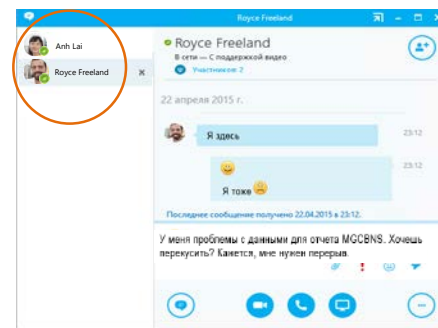 Royce Freeland
Anh Lai
Royce Freeland
Royce Freeland
В сети — С поддержкой видео
Участников: 2
22 апреля 2015 г.
Я здесь
23:12
23:12
Я тоже
Последнее сообщение получено 22.04.2015 в 23:12.
У меня проблемы с данными для отчета MGCBNS. Хочешь
перекусить? Кажется, мне нужен перерыв.